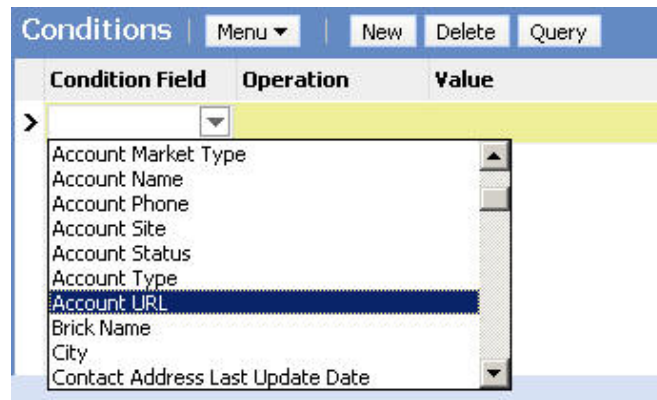 Conditions | Menu ▼ | New Delete Query
Condition Field Operation Value
Account Market Type
Account Name
Account Phone
Account Site
Account Status
Account Type
Account URL
Brick Name
City
Contact Address Last Update Date